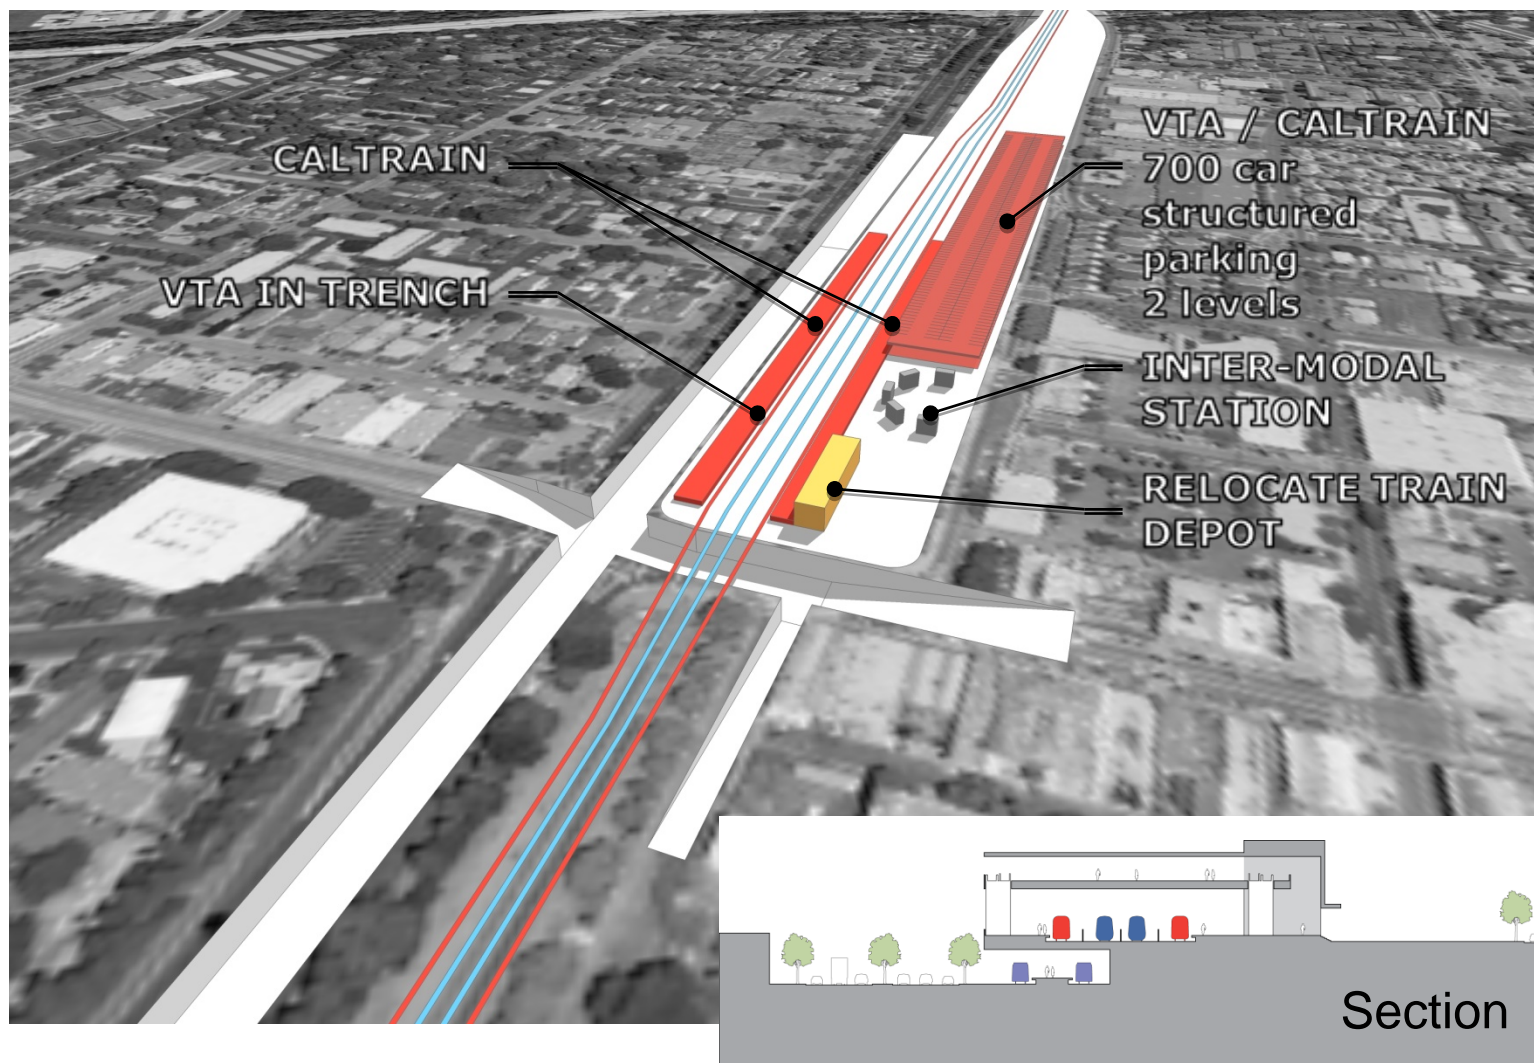 CALTRAIN
VTA IN TRENCH
VTA / CALTRAIN
700 car
structured
parking
2 levels
INTER-MODAL
STATION
RELOCATE TRAIN
DEPOT
Section